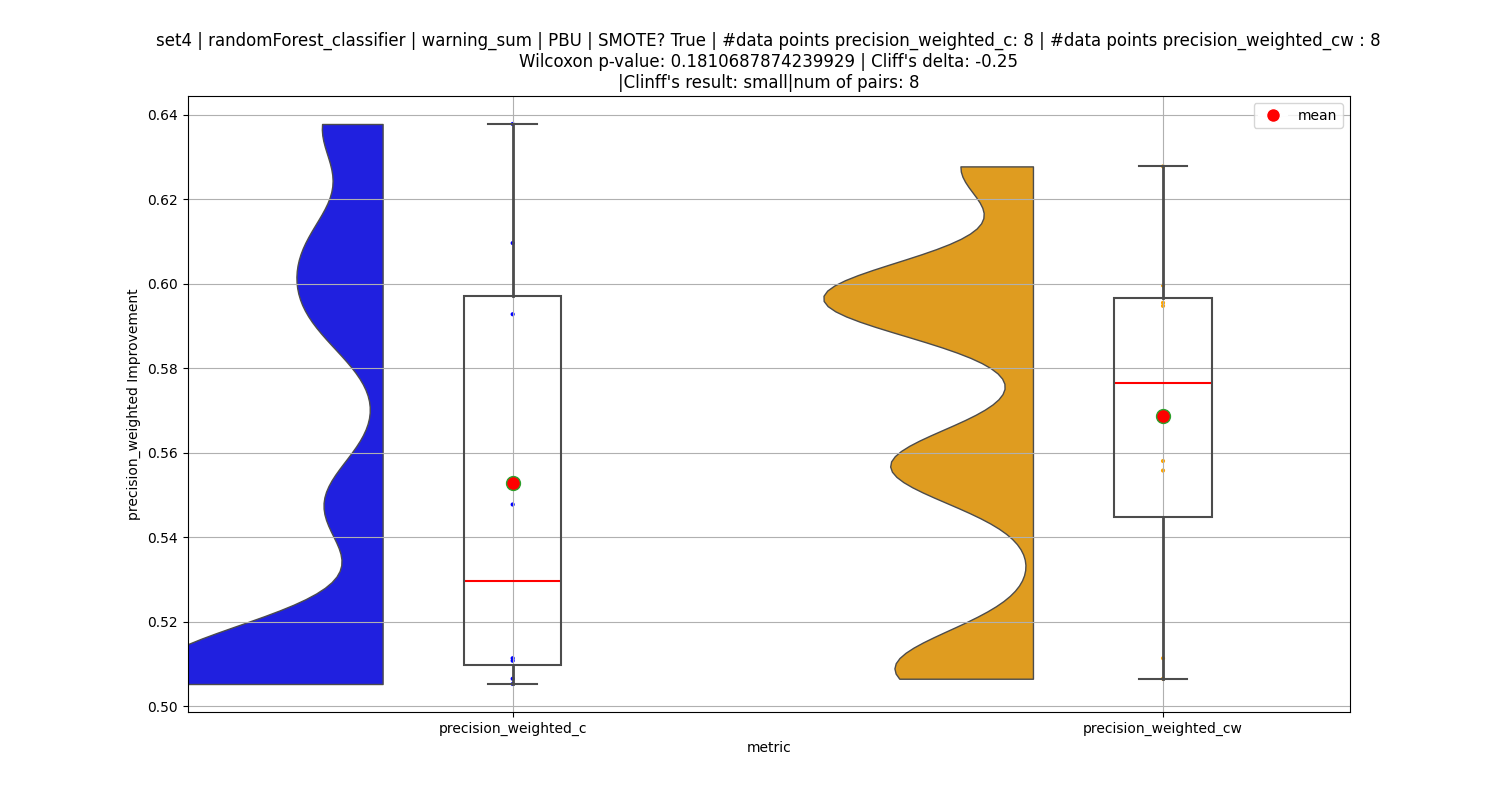 set4 | randomForest_classifier | warning_sum | PBU | SMOTE? True | #data points precision_weighted_c: 8 | #data points precision_weighted_cw : 8
Wilcoxon p-value: 0.1810687874239929 | Cliff's delta: -0.25
|Clinff's result: small|num of pairs: 8
mean
0.64
0.62
0.60
0.58
0.56
0.54
0.52
0.50
precision_weighted Improvement
precision_weighted_c
precision_weighted_cw
metric